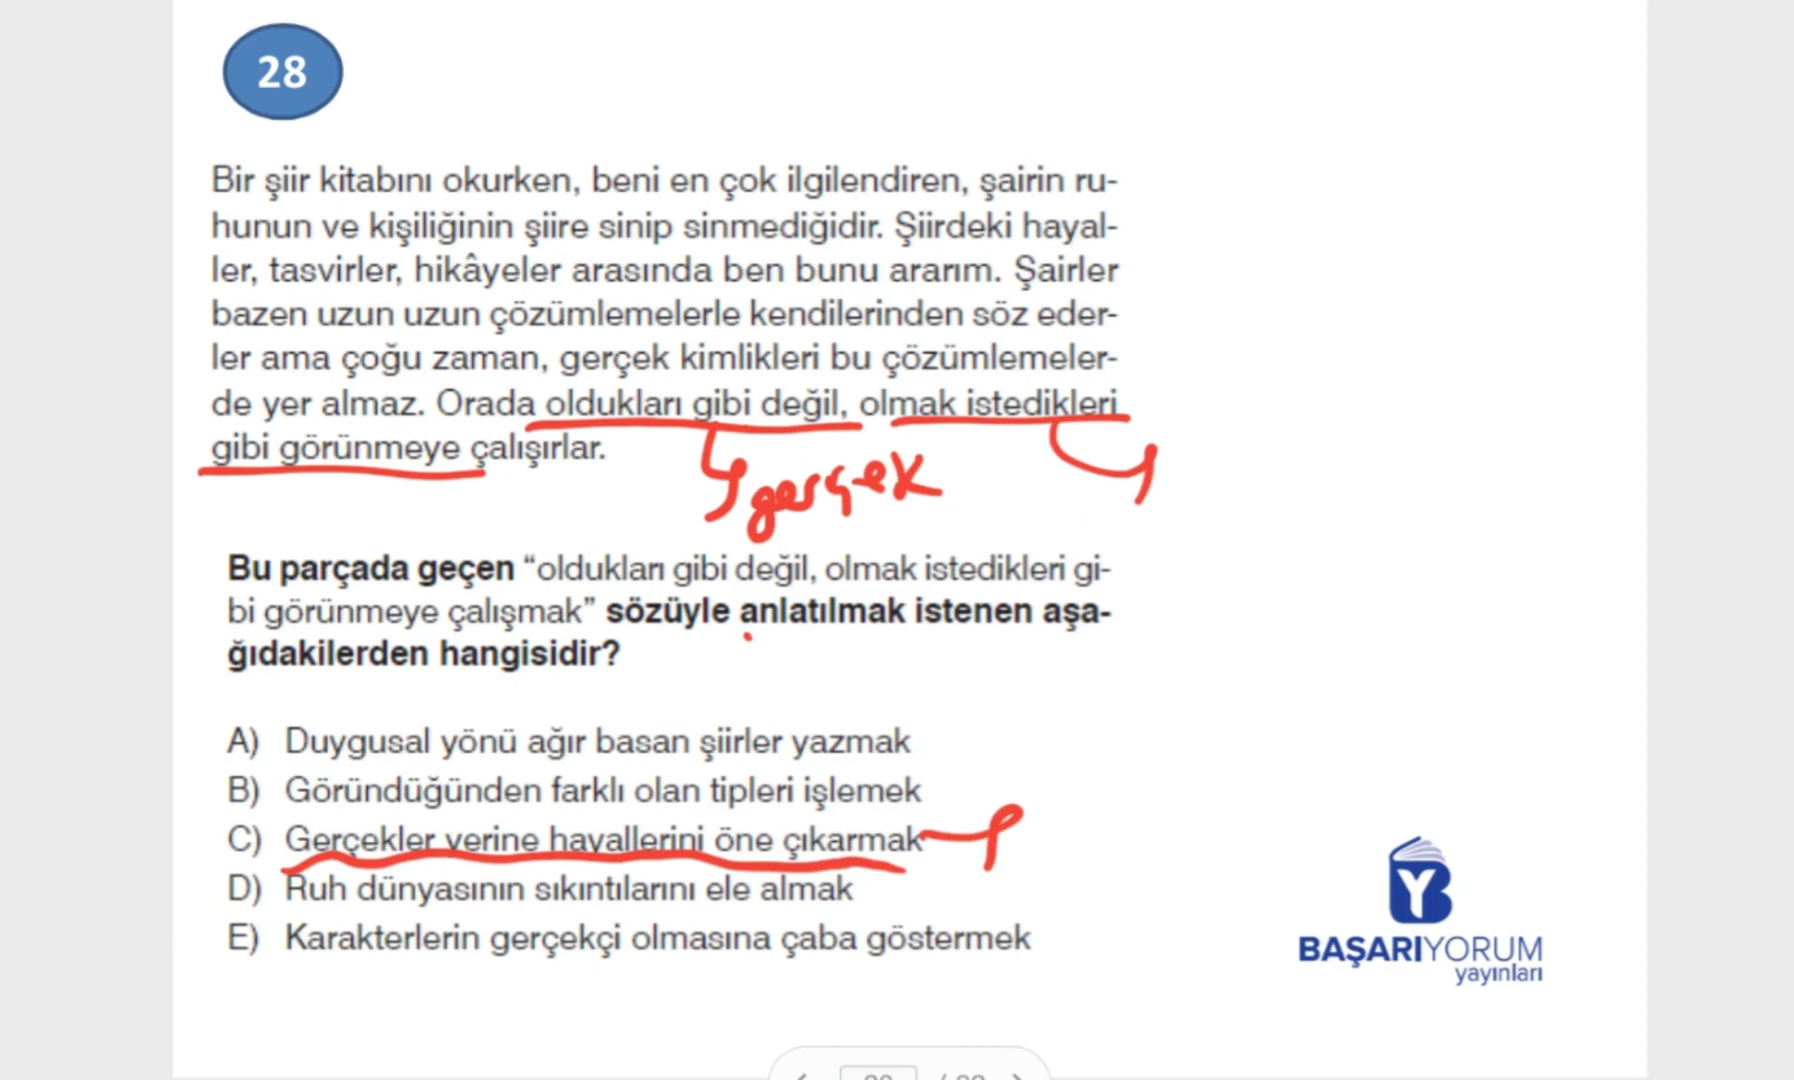 28
Bir şiir kitabını okurken, beni en çok ilgilendiren, şairin ru-
hunun ve kişiliğinin şiire sinip sinmediğidir. Şiirdeki hayal-
ler, tasvirler, hikâyeler arasında ben bunu ararım. Şairler
bazen uzun uzun çözümlemelerle kendilerinden söz eder-
ler ama çoğu zaman, gerçek kimlikleri bu çözümlemeler-
de yer almaz. Orada oldukları gibi değil, olmak istedikleri
gibi görünmeye çalışırlar.
gerçek
Bu parçada geçen “oldukları gibi değil, olmak istedikleri gi-
bi görünmeye çalışmak” sözüyle anlatılmak istenen aşa-
ğıdakilerden hangisidir?
A) Duygusal yönü ağır basan şiirler yazmak
B) Göründüğünden farklı olan tipleri işlemek
C) Gerçekler yerine hayallerini öne çıkarmak
D) Ruh dünyasının sıkıntılarını ele almak
E) Karakterlerin gerçekçi olmasına çaba göstermek
BAŞARIYORUM
yayınları